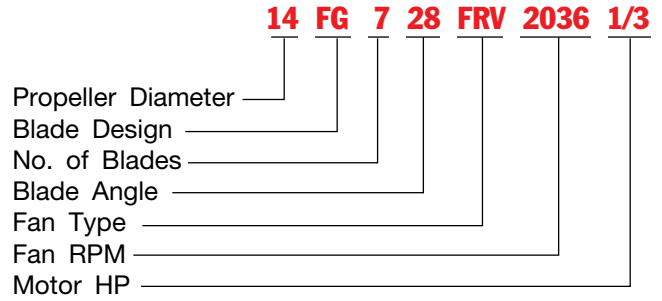 14 FG 7 28 FRV 2036 1/3
Propeller Diameter
Blade Design
No. of Blades
Blade Angle
Fan Type
Fan RPM
Motor HP